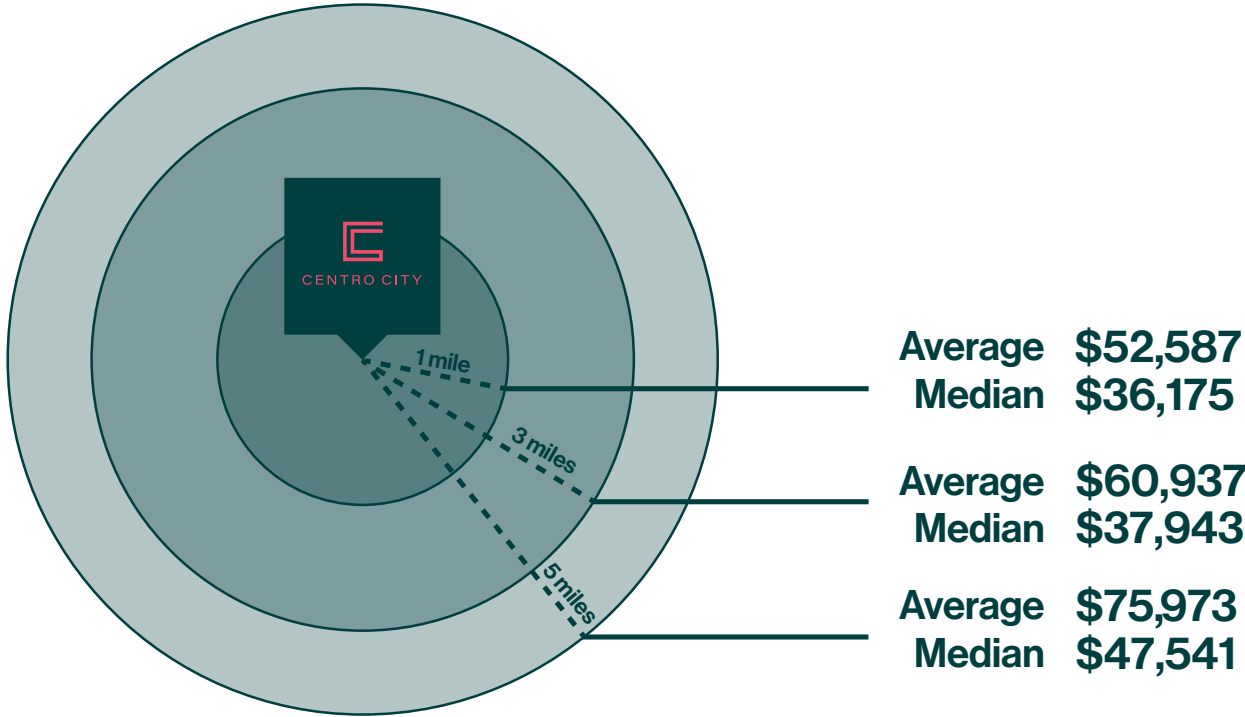 CENTRO CITY
1 mile
3 miles
5 miles
Average $52,587
Median $36,175
Average $60,937
Median $37,943
Average $75,973
Median $47,541